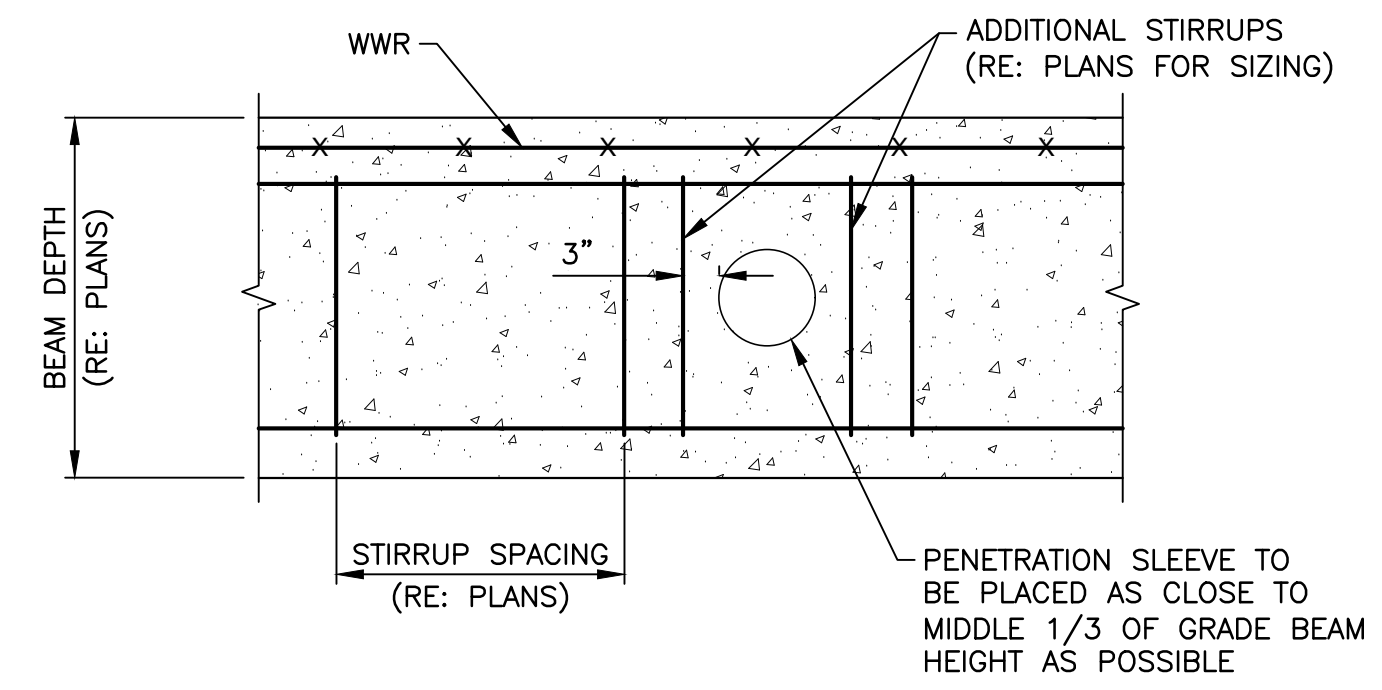 WWR
ADDITIONAL STIRRUPS
(RE: PLANS FOR SIZING)
X X X X X X
BEAM DEPTH
(RE: PLANS)
3"
STIRRUP SPACING
(RE: PLANS)
PENETRATION SLEEVE TO
BE PLACED AS CLOSE TO
MIDDLE 1/3 OF GRADE BEAM
HEIGHT AS POSSIBLE